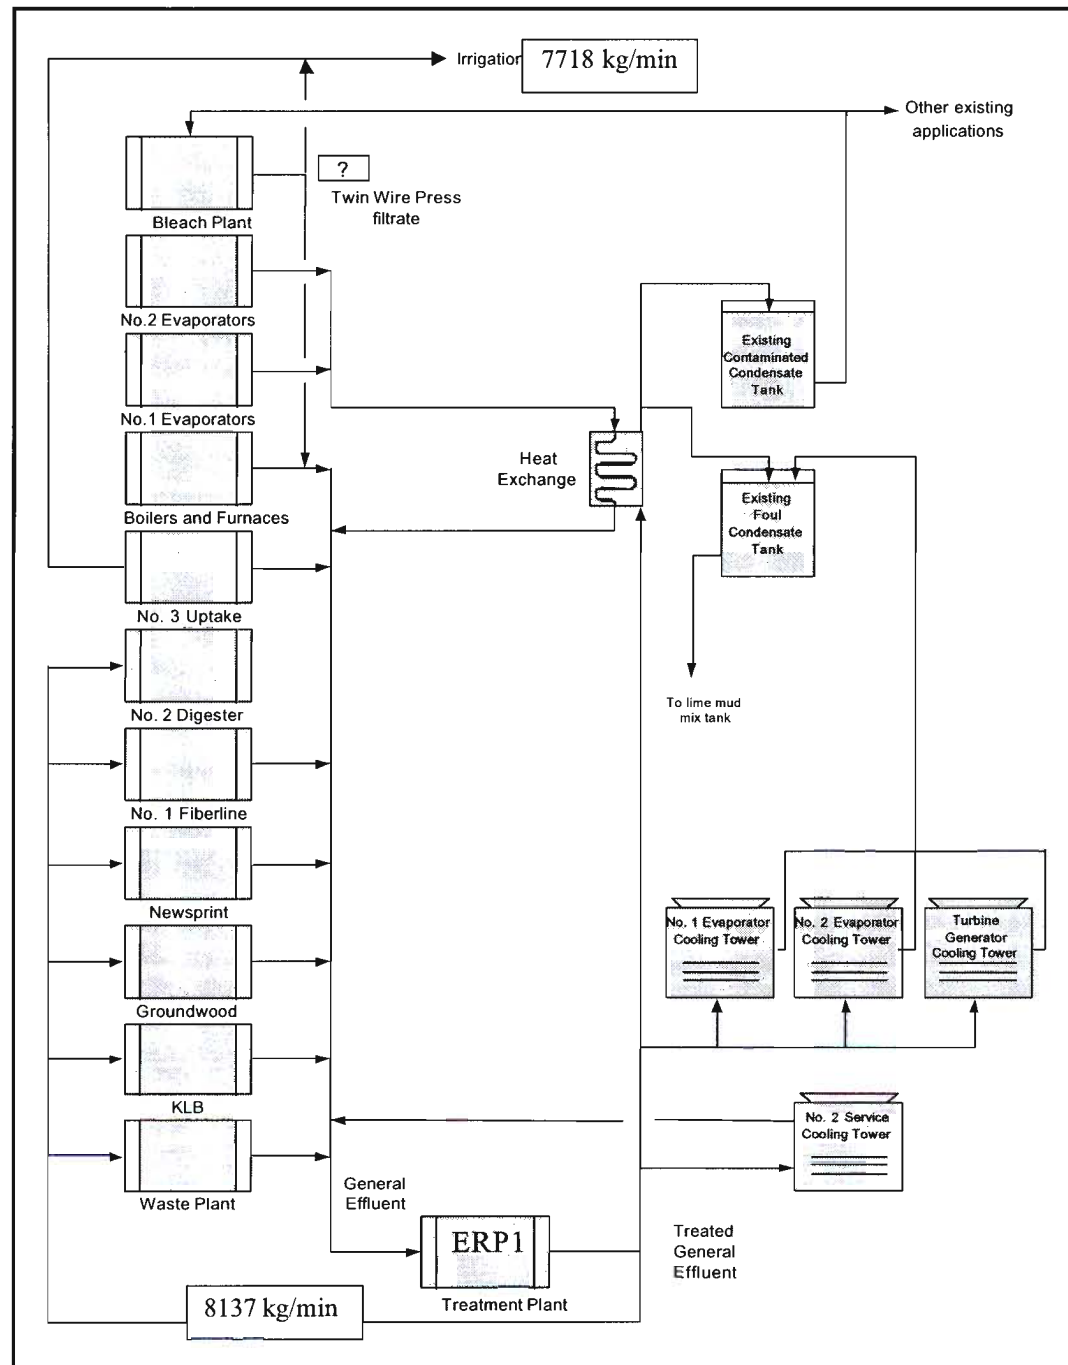 Irrigation
7718 kg/min
Other existing
applications
?
Twin Wire Press
filtrate
Bleach Plant
No.2 Evaporators
Existing
Contaminated
Condensate
Tank
No.1 Evaporators
Heat
Exchange
Existing
Foul
Condensate
Tank
Boilers and Furnaces
No. 3 Uptake
To lime mud
mix tank
No. 2 Digester
No. 1 Fiberline
Newsprint
No. 1 Evaporator
Cooling Tower
No. 2 Evaporator
Cooling Tower
Turbine
Generator
Cooling Tower
Groundwood
KLB
No. 2 Service
Cooling Tower
Waste Plant
General
Effluent
ERP1
Treatment Plant
Treated
General
Effluent
8137 kg/min